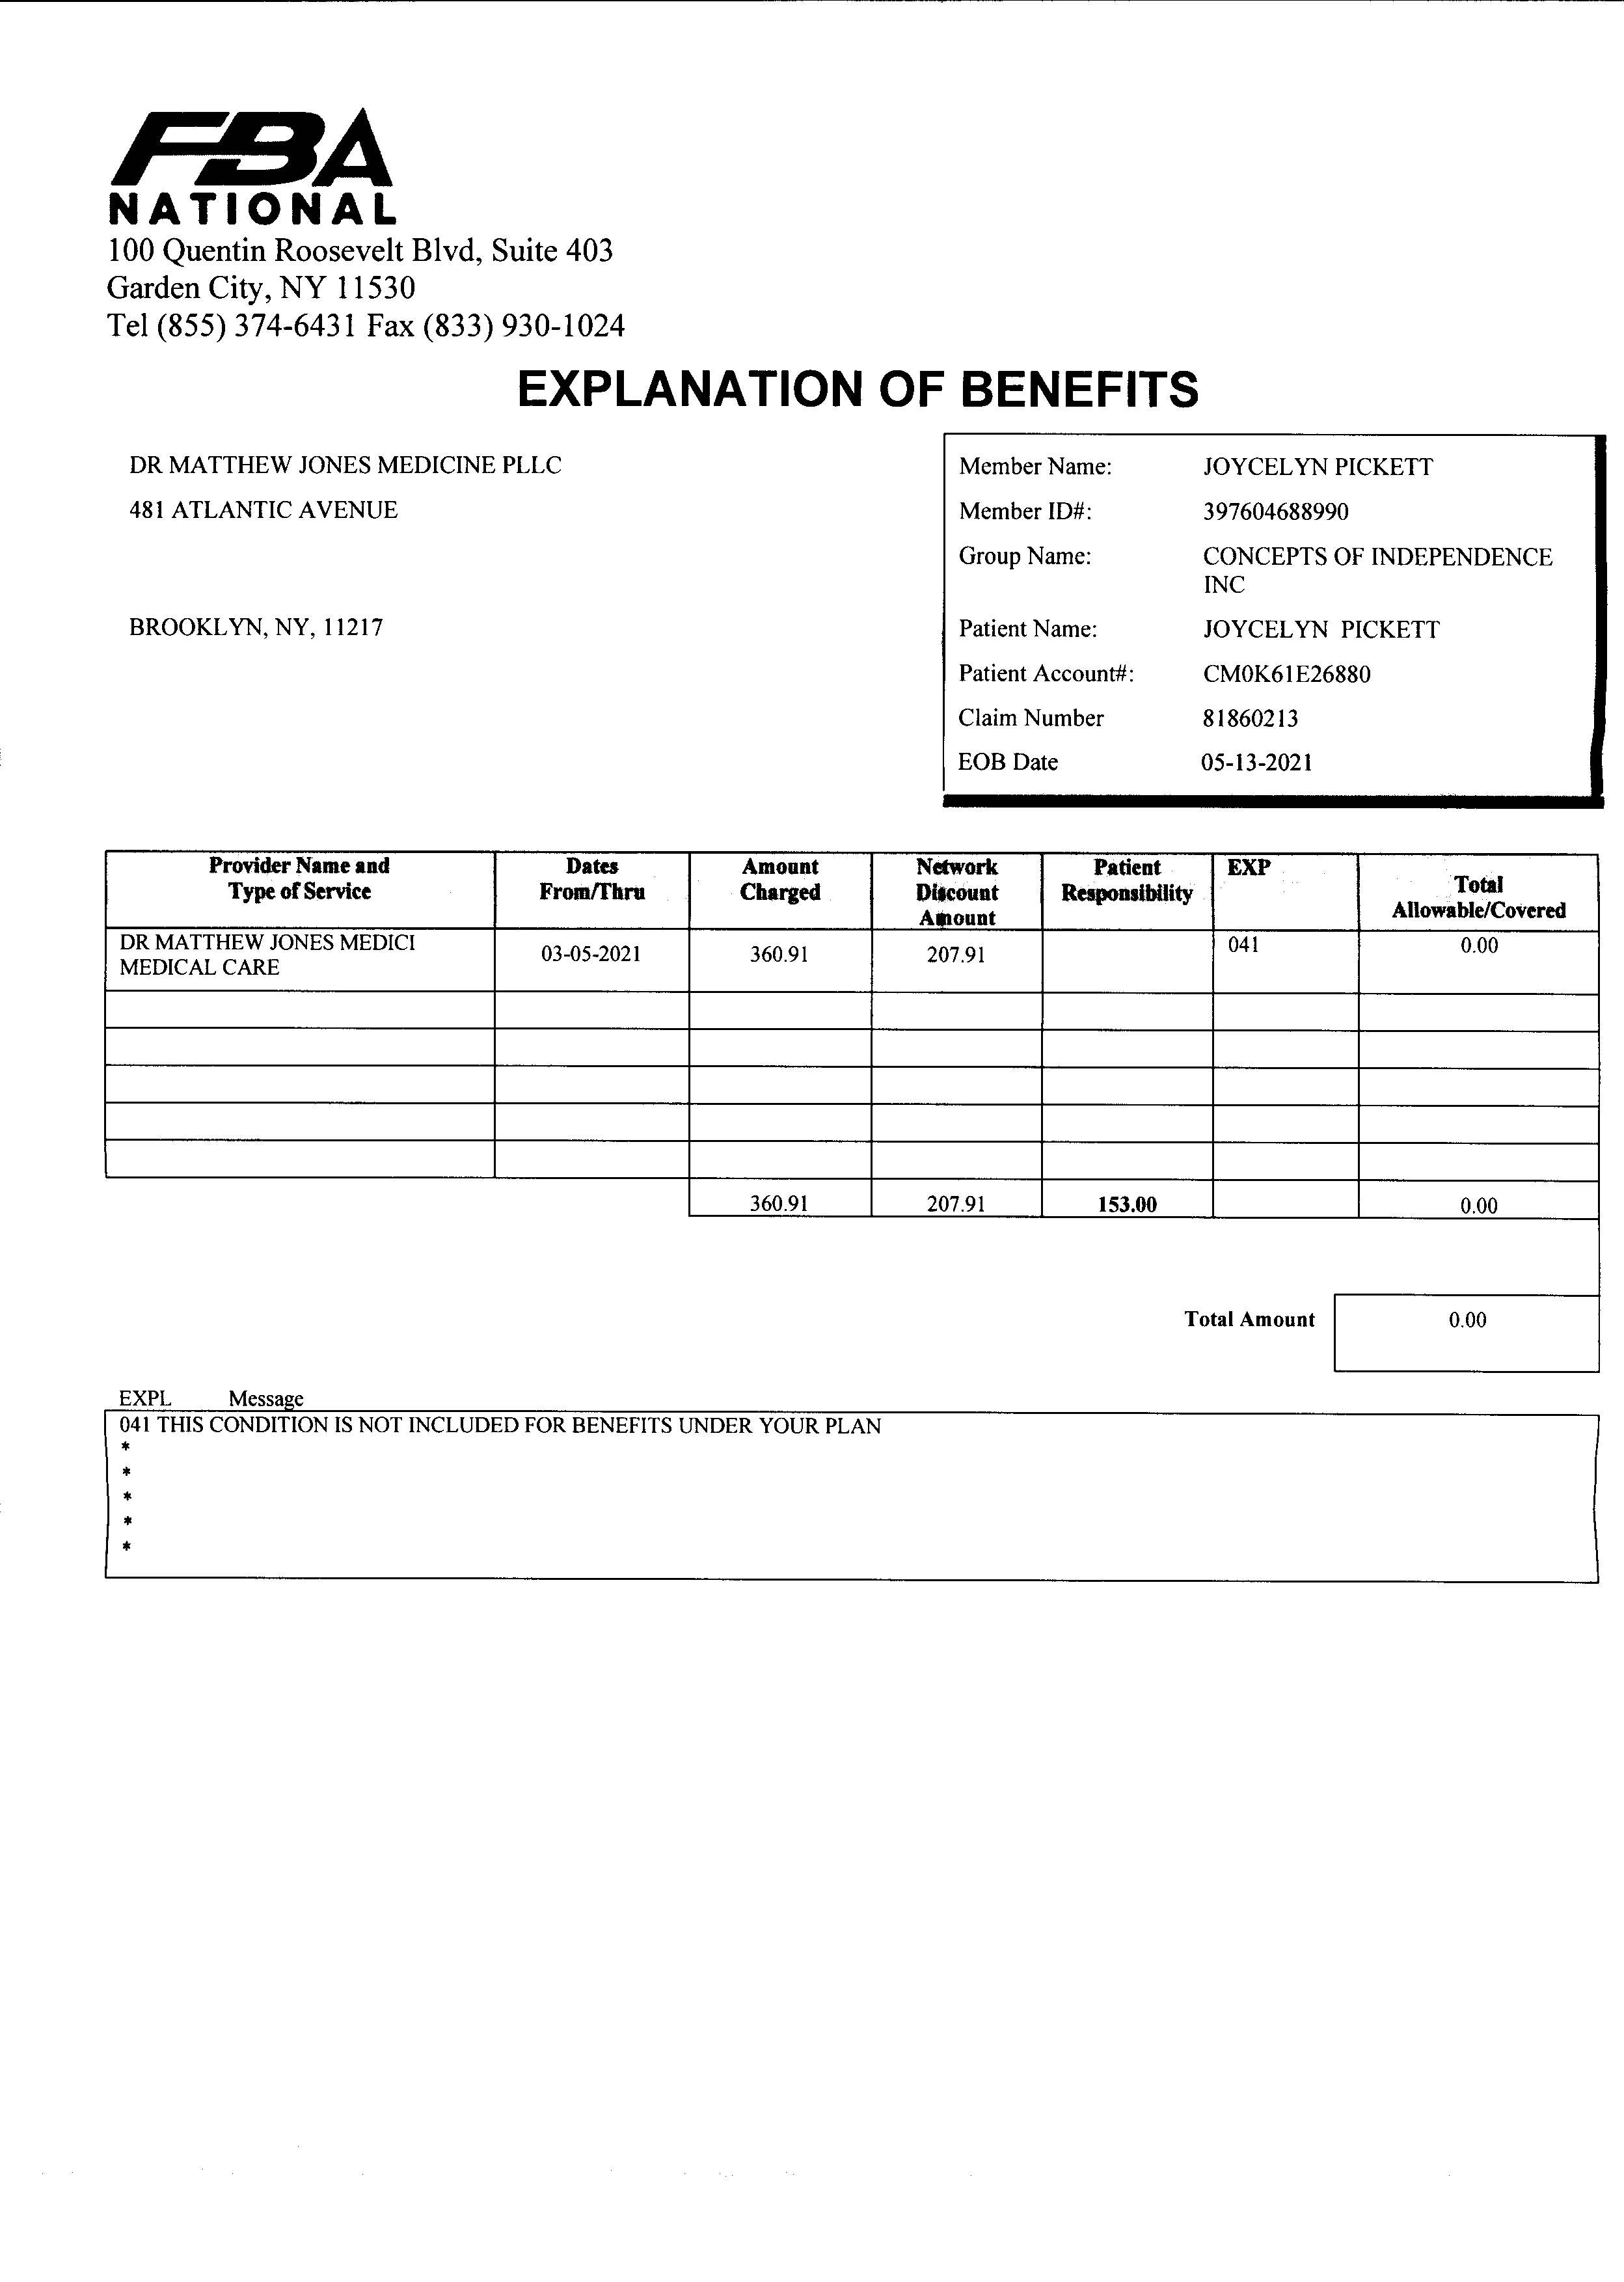 FBA
NATIONAL
100 Quentin Roosevelt Blvd, Suite 403
Garden City, NY 11530
Tel (855) 374-6431 Fax (833) 930-1024
EXPLANATION OF BENEFITS
DR MATTHEW JONES MEDICINE PLLC
481 ATLANTIC AVENUE
BROOKLYN, NY, 11217
Member Name: JOYCELYN PICKETT
Member ID#: 397604688990
Group Name: CONCEPTS OF INDEPENDENCE
INC
Patient Name: JOYCELYN PICKETT
Patient Account#: CM0K61E26880
Claim Number 81860213
EOB Date 05-13-2021
Provider Name and Dates Amount Network Patient EXP Total
Type of Service From/Thru Charged Discount Responsibility Allowable/Covered
Amount
DR MATTHEW JONES MEDICI 03-05-2021 360.91 207.91 041 0.00
MEDICAL CARE
360.91 207.91 153.00 0.00
Total Amount 0.00
EXPL Message
041 THIS CONDITION IS NOT INCLUDED FOR BENEFITS UNDER YOUR PLAN
*
*
*
*
*